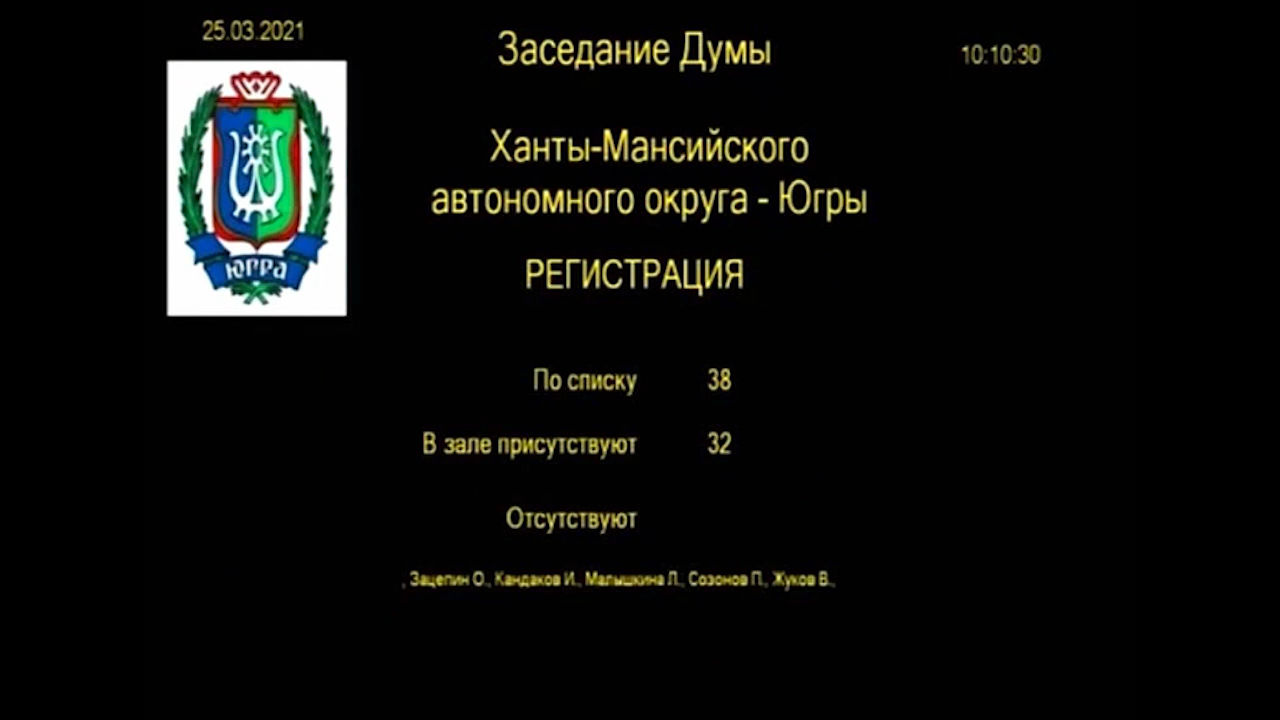 25.03.2021
Заседание Думы
10:10:30
Ханты-Мансийского
автономного округа - Югры
РЕГИСТРАЦИЯ
ЮГРА
По списку 38
В зале присутствуют 32
Отсутствуют
, Зацепин О., Кандаков И., Малышкина Л., Созонов П., Жуков В.,